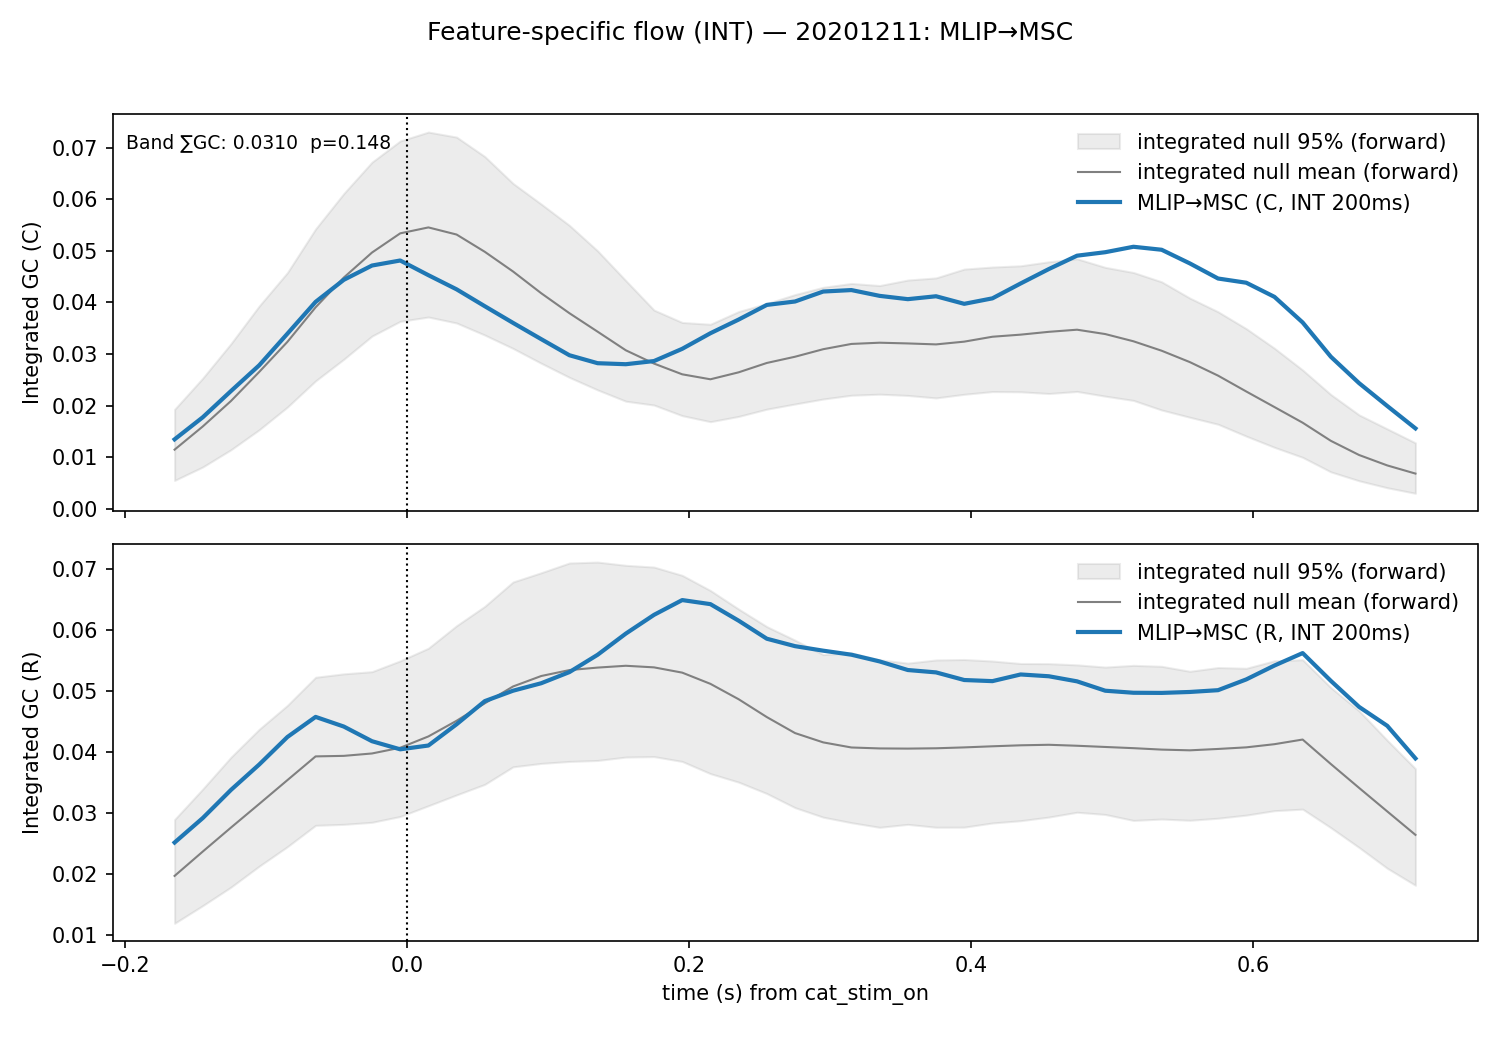 Feature-specific flow (INT) — 20201211: MLIP→MSC
Band ∑GC: 0.0310 p=0.148
integrated null 95% (forward)
integrated null mean (forward)
MLIP→MSC (C, INT 200ms)
Integrated GC (C)
0.07
0.06
0.05
0.04
0.03
0.02
0.01
0.00
integrated null 95% (forward)
integrated null mean (forward)
MLIP→MSC (R, INT 200ms)
Integrated GC (R)
0.07
0.06
0.05
0.04
0.03
0.02
0.01
−0.2 0.0 0.2 0.4 0.6
time (s) from cat_stim_on